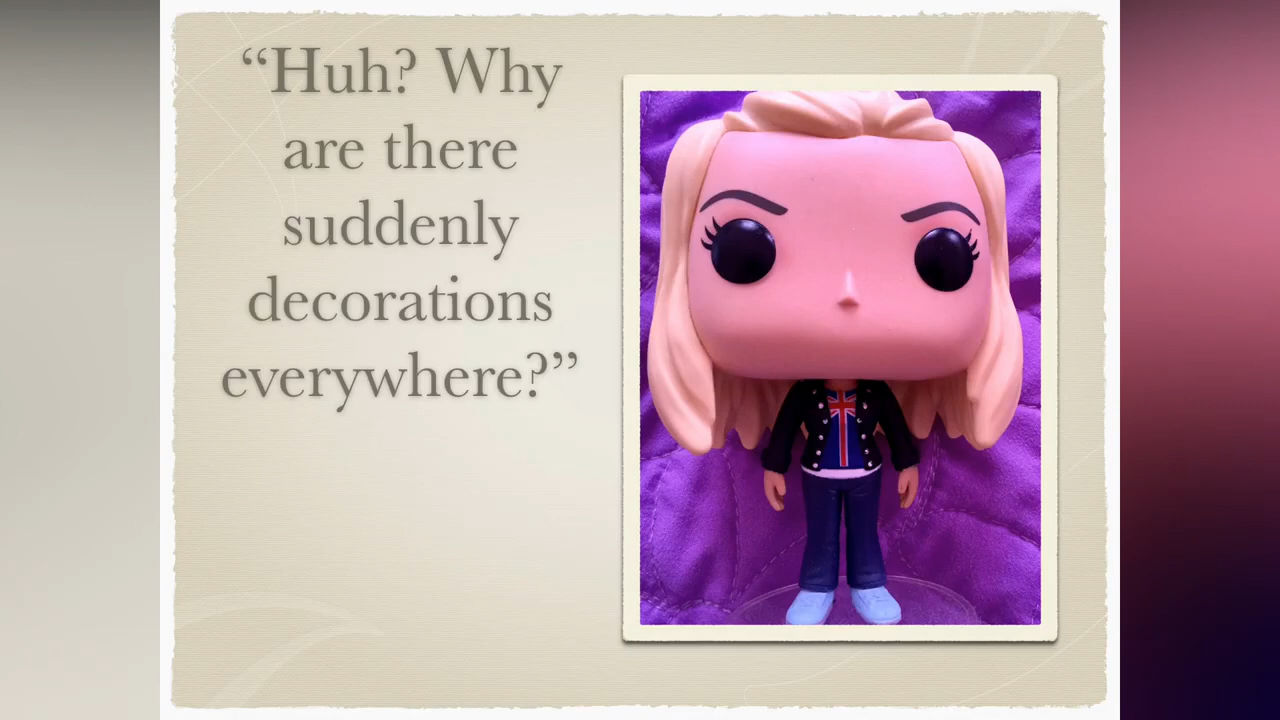 “Huh? Why
are there
suddenly
decorations
everywhere?”